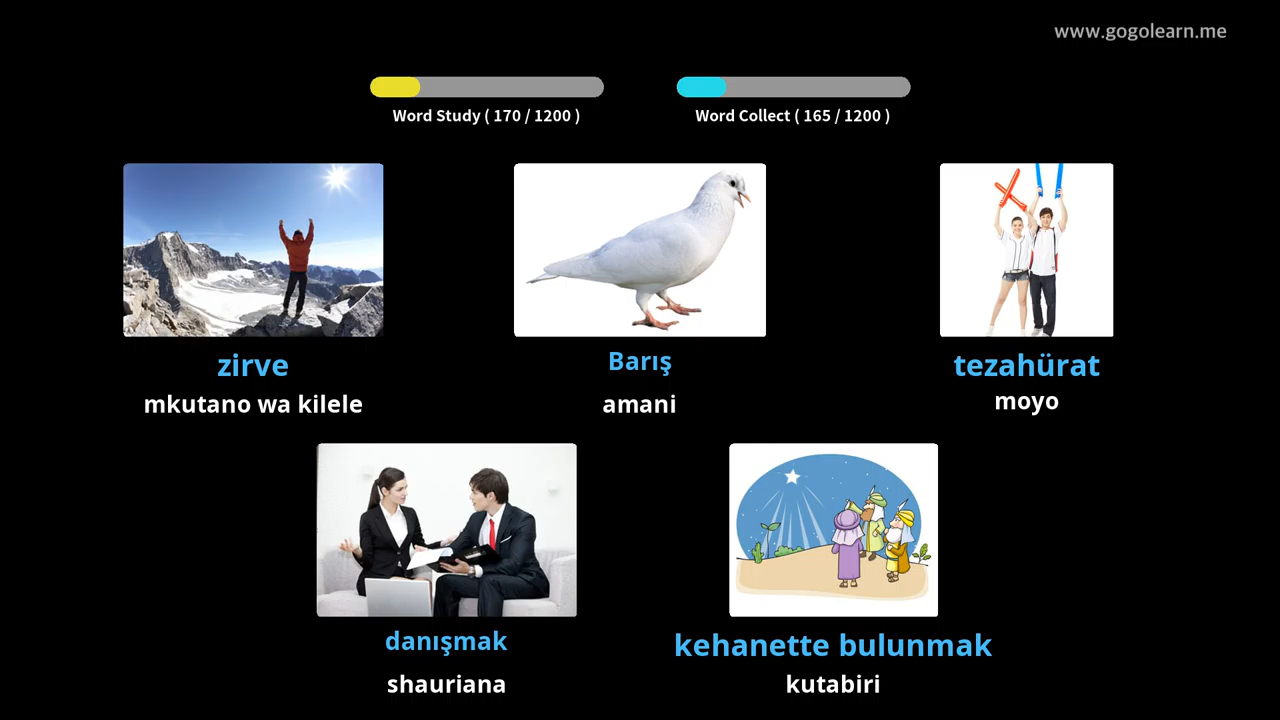 www.gogolearn.me
Word Study ( 170 / 1200 )
Word Collect ( 165 / 1200 )
zirve
mkutano wa kilele
Barış
amani
tezahürat
moyo
danışmak
shauriana
kehanette bulunmak
kutabiri